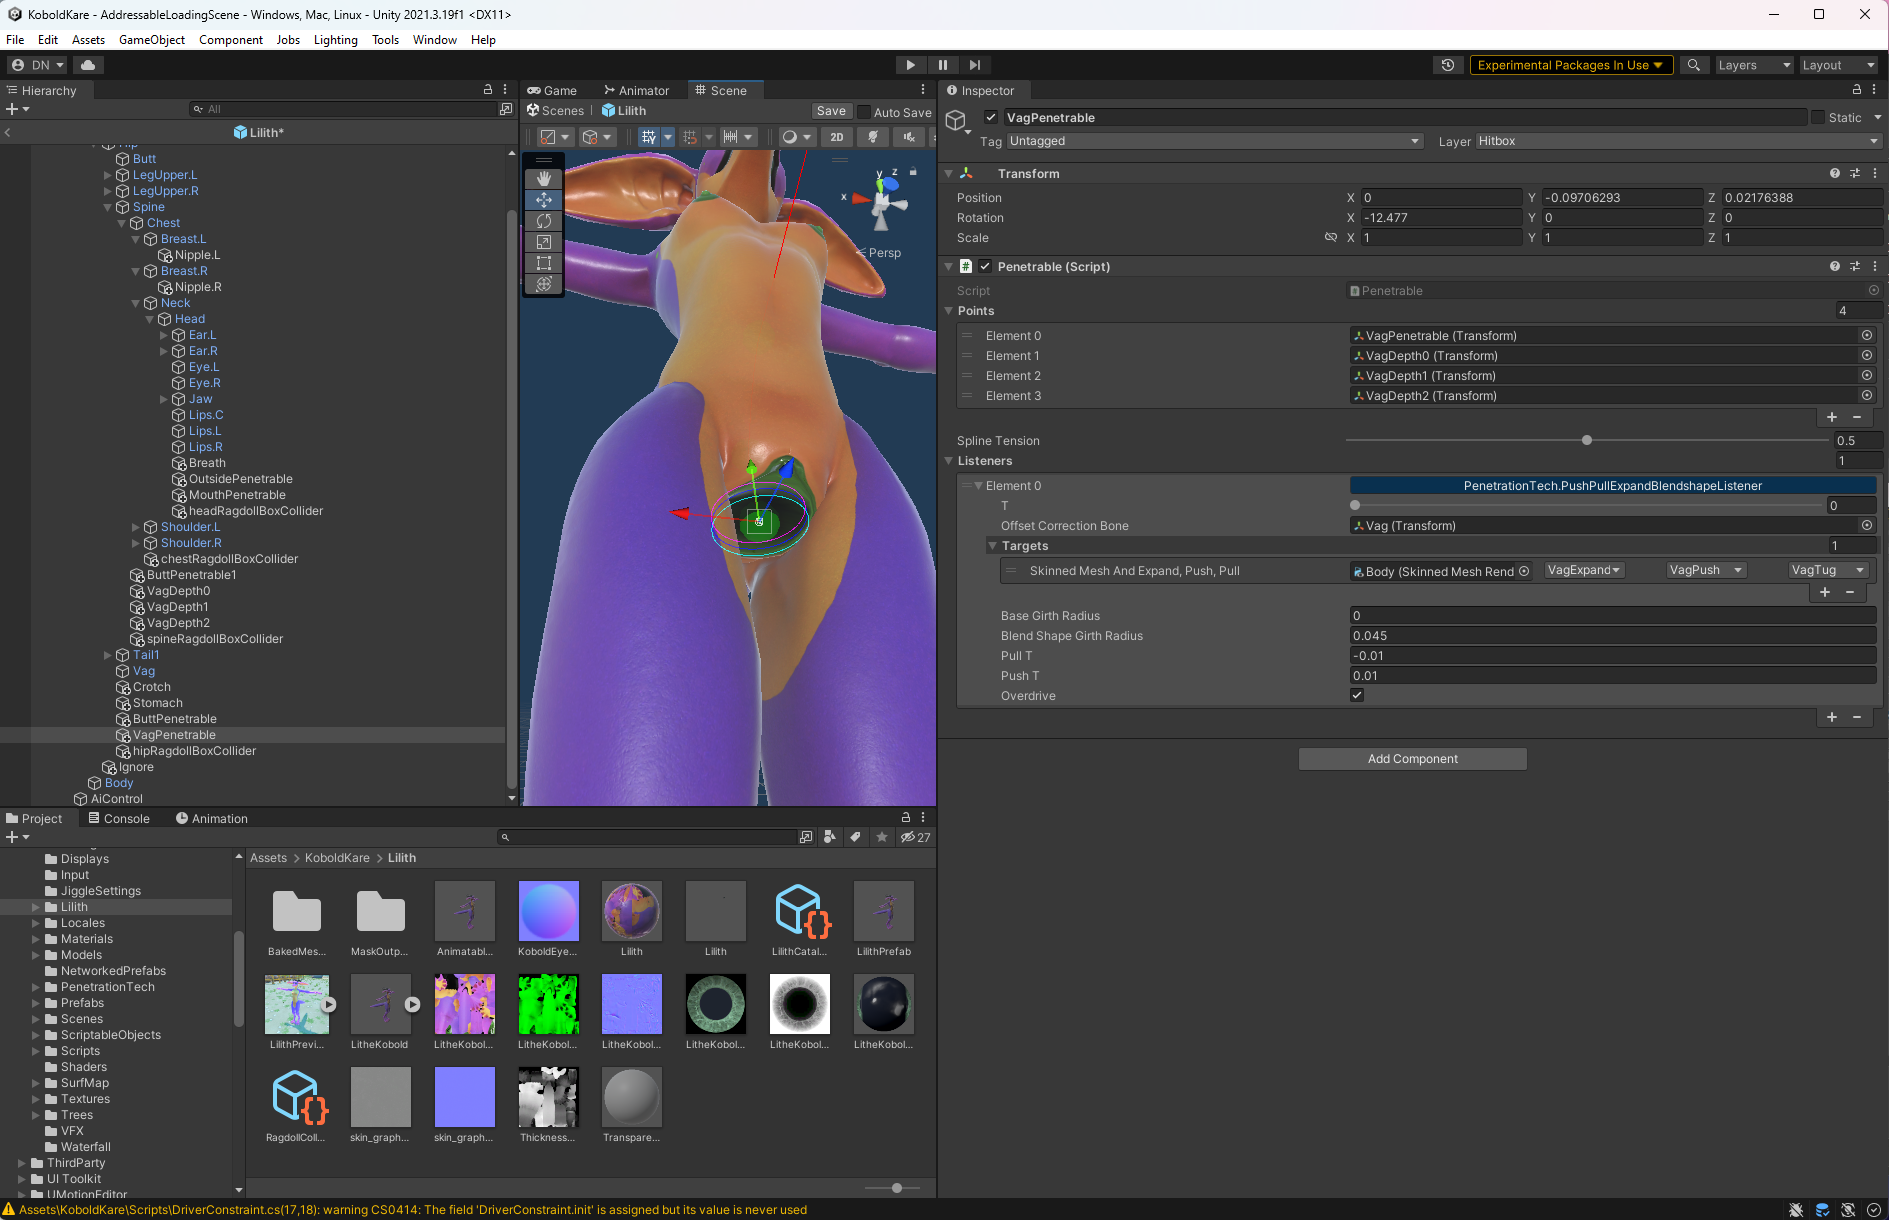 KoboldKare - AddressableLoadingScene - Windows, Mac, Linux - Unity 2021.3.19f1 <DX11>
File Edit Assets GameObject Component Jobs Lighting Tools Window Help
DN
Experimental Packages In Use
Layers
Layout
Hierarchy
All
Lilith*
Butt
LegUpper.L
LegUpper.R
Spine
Chest
Breast.L
Nipple.L
Breast.R
Nipple.R
Neck
Head
Ear.L
Ear.R
Eye.L
Eye.R
Jaw
Lips.C
Lips.L
Lips.R
Breath
OutsidePenetrable
MouthPenetrable
headRagdollBoxCollider
Shoulder.L
Shoulder.R
chestRagdollBoxCollider
ButtPenetrable1
VagDepth0
VagDepth1
VagDepth2
spineRagdollBoxCollider
Tail1
Vag
Crotch
Stomach
ButtPenetrable
VagPenetrable
hipRagdollBoxCollider
Ignore
Body
AiControl
Game Animator Scene
Scenes | Lilith Save Auto Save
2D
y
z
x
< Persp
Inspector
VagPenetrable Static
Tag Untagged Layer Hitbox
Transform
Position X 0 Y -0.09706293 Z 0.02176388
Rotation X -12.477 Y 0 Z 0
Scale X 1 Y 1 Z 1
Penetrable (Script)
Script Penetrable
Points 4
Element 0 VagPenetrable (Transform)
Element 1 VagDepth0 (Transform)
Element 2 VagDepth1 (Transform)
Element 3 VagDepth2 (Transform)
Spline Tension 0.5
Listeners 1
Element 0 PenetrationTech.PushPullExpandBlendshapeListener
T 0
Offset Correction Bone Vag (Transform)
Targets 1
Skinned Mesh And Expand, Push, Pull Body (Skinned Mesh Rend VagExpand VagPush VagTug
Base Girth Radius 0
Blend Shape Girth Radius 0.045
Pull T -0.01
Push T 0.01
Overdrive
Add Component
Project Console Animation
27
Displays
Input
JiggleSettings
Lilith
Locales
Materials
Models
NetworkedPrefabs
PenetrationTech
Prefabs
Scenes
ScriptableObjects
Scripts
Shaders
SurfMap
Textures
Trees
VFX
Waterfall
ThirdParty
UI Toolkit
UMotionEditor
Assets > KoboldKare > Lilith
BakedMes... MaskOutp... Animatabl... KoboldEye... Lilith Lilith LilithCatal... LilithPrefab
LilithPrevi... LitheKobold LitheKobol... LitheKobol... LitheKobol... LitheKobol... LitheKobol... LitheKobol...
RagdollColl... skin_graph... skin_graph... Thickness... Transpare...
Assets\KoboldKare\Scripts\DriverConstraint.cs(17,18): warning CS0414: The field 'DriverConstraint.init' is assigned but its value is never used